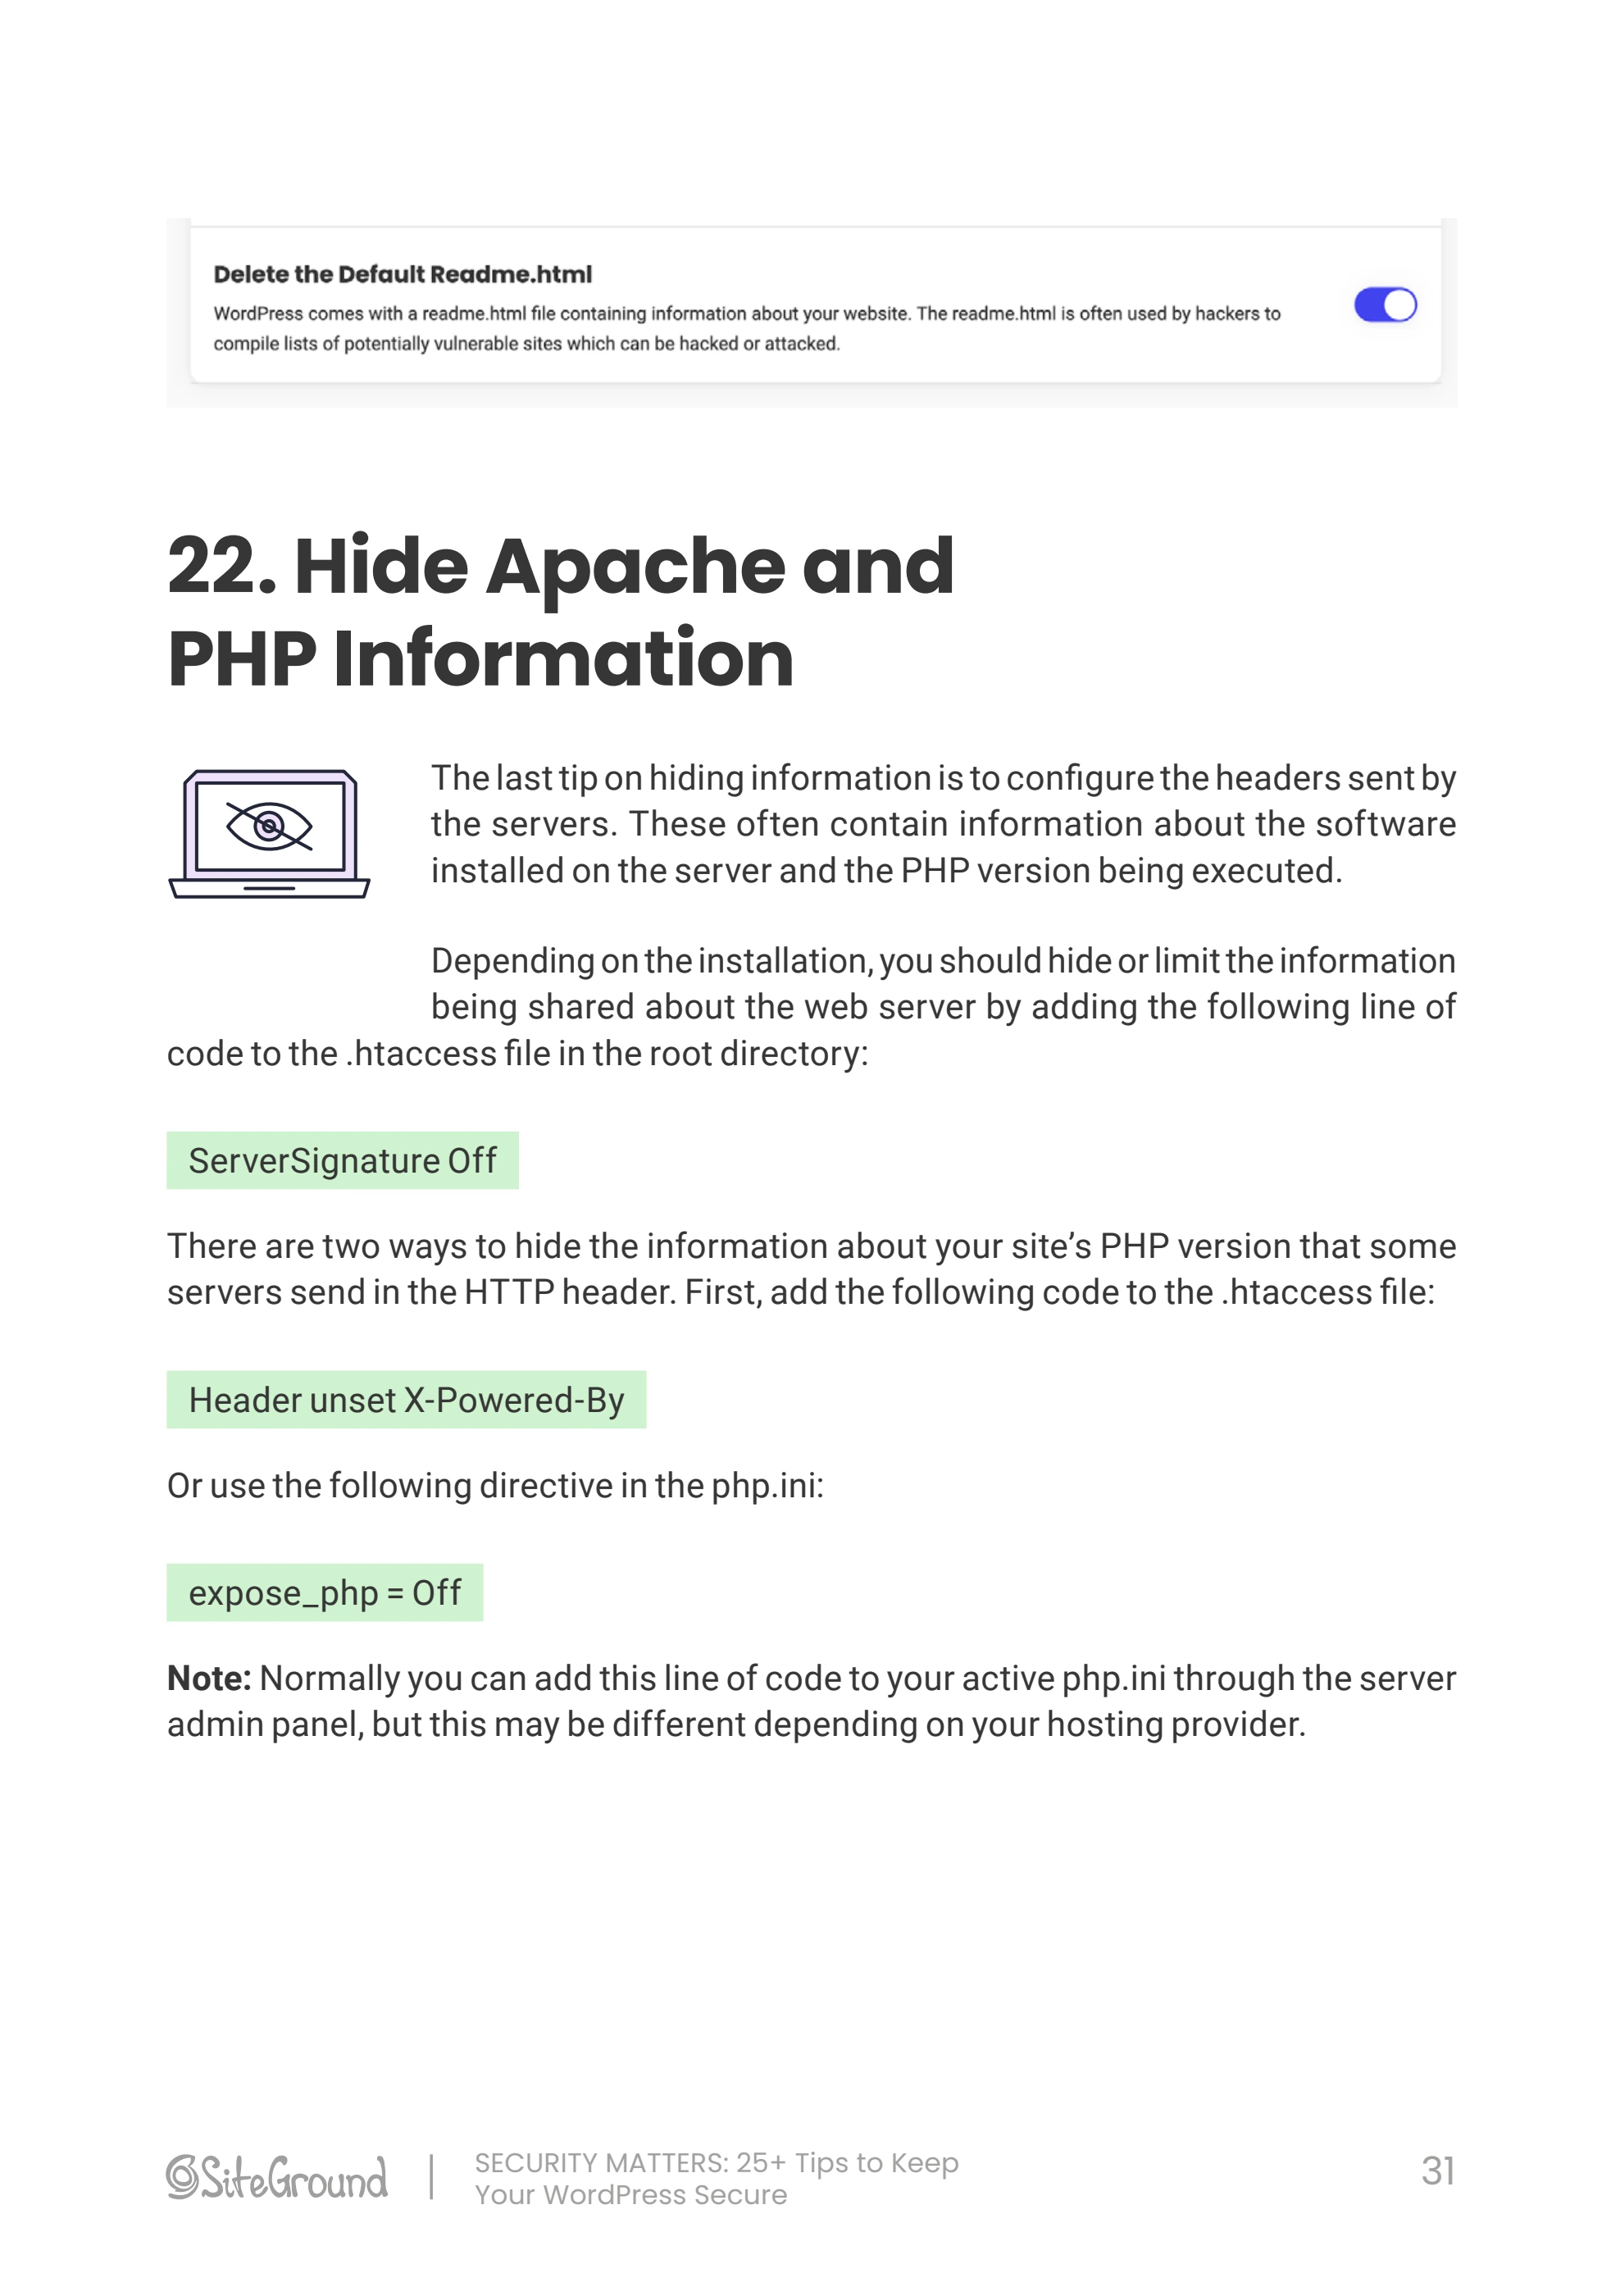 Delete the Default Readme.html
WordPress comes with a readme.html file containing information about your website. The readme.html is often used by hackers to
compile lists of potentially vulnerable sites which can be hacked or attacked.
22. Hide Apache and
PHP Information
The last tip on hiding information is to configure the headers sent by
the servers. These often contain information about the software
installed on the server and the PHP version being executed.
Depending on the installation, you should hide or limit the information
being shared about the web server by adding the following line of
code to the .htaccess file in the root directory:
ServerSignature Off
There are two ways to hide the information about your site’s PHP version that some
servers send in the HTTP header. First, add the following code to the .htaccess file:
Header unset X-Powered-By
Or use the following directive in the php.ini:
expose_php = Off
Note: Normally you can add this line of code to your active php.ini through the server
admin panel, but this may be different depending on your hosting provider.
SiteGround
SECURITY MATTERS: 25+ Tips to Keep
Your WordPress Secure
31